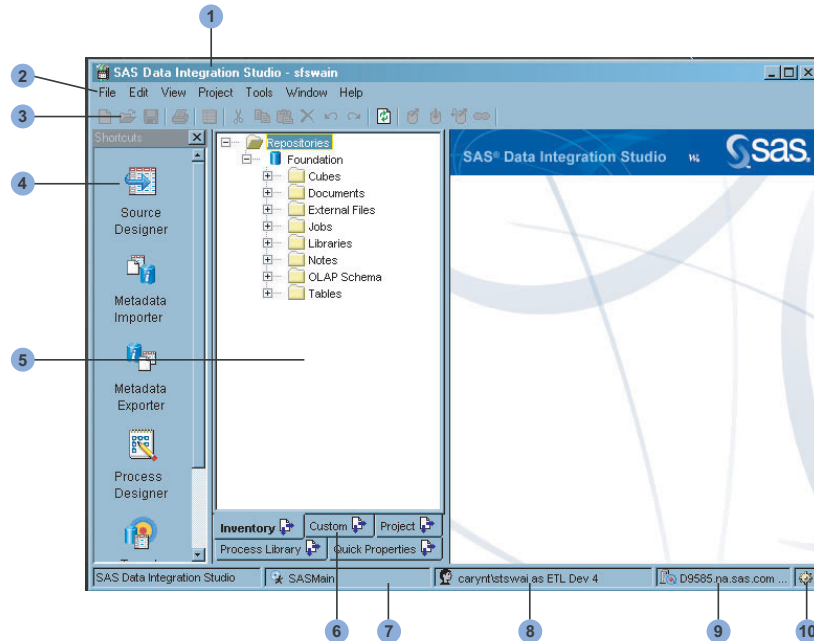 1
SAS Data Integration Studio - sfswain
2
File Edit View Project Tools Window Help
3
Shortcuts
Repositories
Foundation
Cubes
Documents
External Files
Jobs
Libraries
Notes
OLAP Schema
Tables
SAS® Data Integration Studio
sas.
4
Source
Designer
Metadata
Importer
5
Metadata
Exporter
Process
Designer
Inventory Custom Project
Process Library Quick Properties
SAS Data Integration Studio SASMain carynt\stswai as ETL Dev 4 D9585.na.sas.com ...
6 7 8 9 10